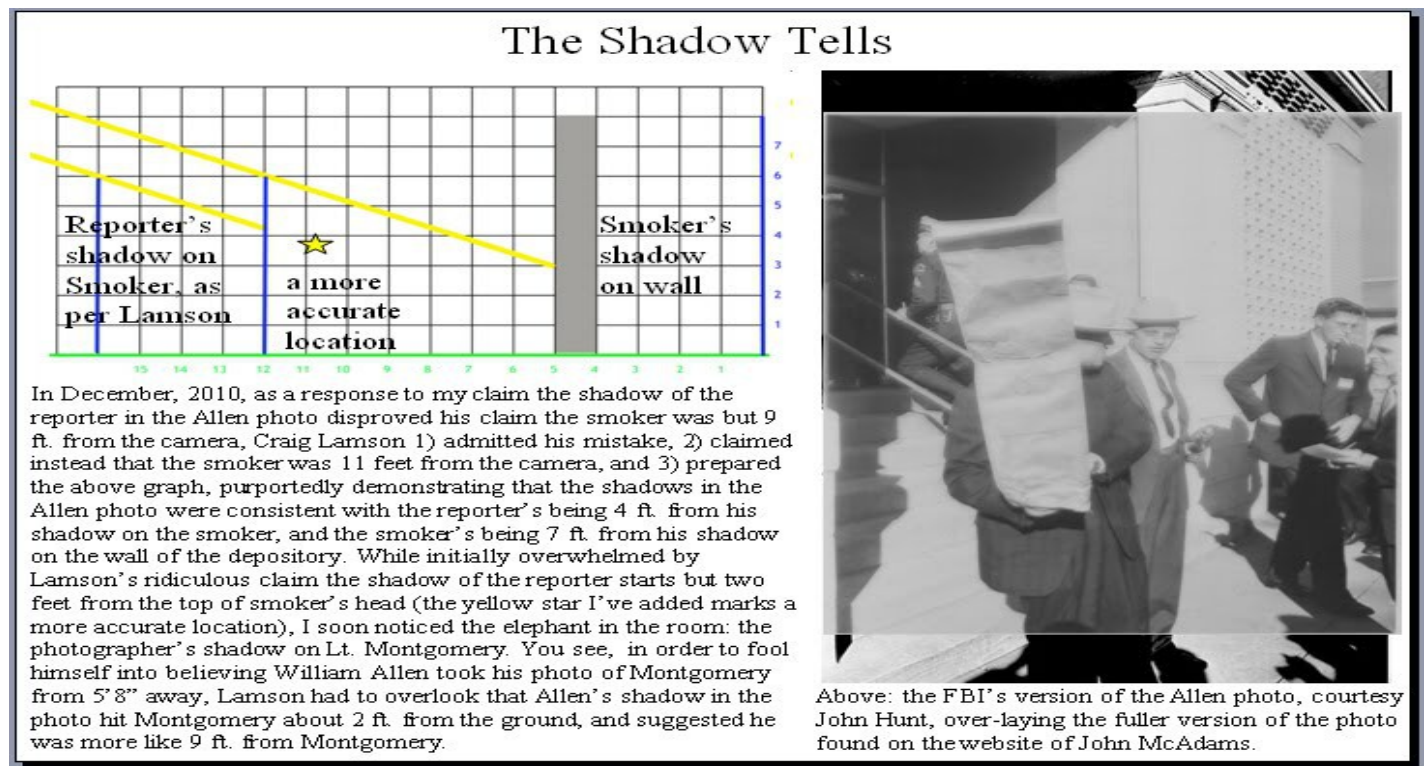 The Shadow Tells
7
6
5
4
3
2
1
Reporter's
shadow on
Smoker, as
per Lamson
a more
accurate
location
Smoker's
shadow
on wall
15 14 13 12 11 10 9 8 7 6 5 4 3 2 1
In December, 2010, as a response to my claim the shadow of the
reporter in the Allen photo disproved his claim the smoker was but 9
ft. from the camera, Craig Lamson 1) admitted his mistake, 2) claimed
instead that the smoker was 11 feet from the camera, and 3) prepared
the above graph, purportedly demonstrating that the shadows in the
Allen photo were consistent with the reporter's being 4 ft. from his
shadow on the smoker, and the smoker's being 7 ft. from his shadow
on the wall of the depository. While initially overwhelmed by
Lamson's ridiculous claim the shadow of the reporter starts but two
feet from the top of smoker's head (the yellow star I've added marks a
more accurate location), I soon noticed the elephant in the room: the
photographer's shadow on Lt. Montgomery. You see, in order to fool
himself into believing William Allen took his photo of Montgomery
from 5'8" away, Lamson had to overlook that Allen's shadow in the
photo hit Montgomery about 2 ft. from the ground, and suggested he
was more like 9 ft. from Montgomery.
Above: the FBI's version of the Allen photo, courtesy
John Hunt, over-laying the fuller version of the photo
found on the website of John McAdams.